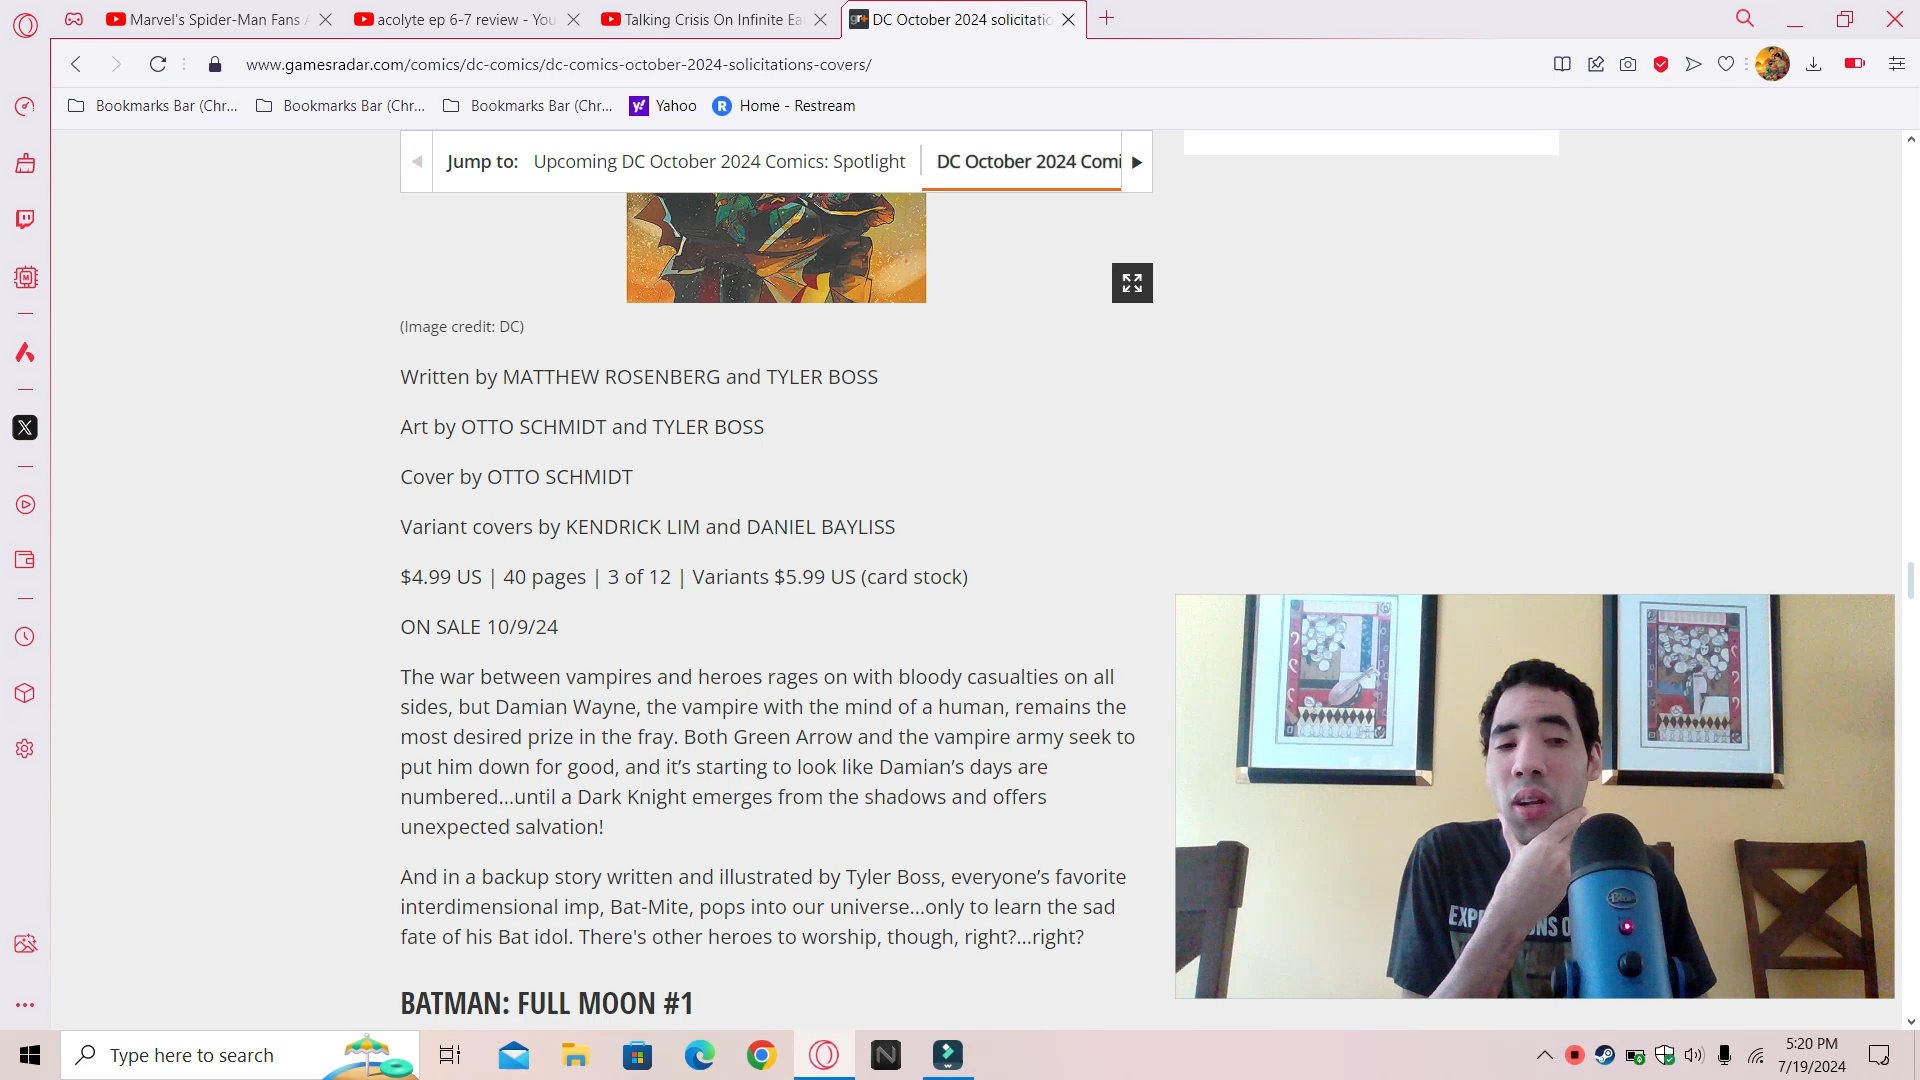 Marvel's Spider-Man Fans
acolyte ep 6-7 review - You
Talking Crisis On Infinite Ea
gr+ DC October 2024 solicitatio
www.gamesradar.com/comics/dc-comics/dc-comics-october-2024-solicitations-covers/
Bookmarks Bar (Chr... Bookmarks Bar (Chr... Bookmarks Bar (Chr... Yahoo Home - Restream
Jump to: Upcoming DC October 2024 Comics: Spotlight DC October 2024 Comi
(Image credit: DC)
Written by MATTHEW ROSENBERG and TYLER BOSS
Art by OTTO SCHMIDT and TYLER BOSS
Cover by OTTO SCHMIDT
Variant covers by KENDRICK LIM and DANIEL BAYLISS
$4.99 US | 40 pages | 3 of 12 | Variants $5.99 US (card stock)
ON SALE 10/9/24
The war between vampires and heroes rages on with bloody casualties on all
sides, but Damian Wayne, the vampire with the mind of a human, remains the
most desired prize in the fray. Both Green Arrow and the vampire army seek to
put him down for good, and it’s starting to look like Damian’s days are
numbered...until a Dark Knight emerges from the shadows and offers
unexpected salvation!
And in a backup story written and illustrated by Tyler Boss, everyone’s favorite
interdimensional imp, Bat-Mite, pops into our universe...only to learn the sad
fate of his Bat idol. There's other heroes to worship, though, right?...right?
BATMAN: FULL MOON #1
Type here to search
5:20 PM
7/19/2024